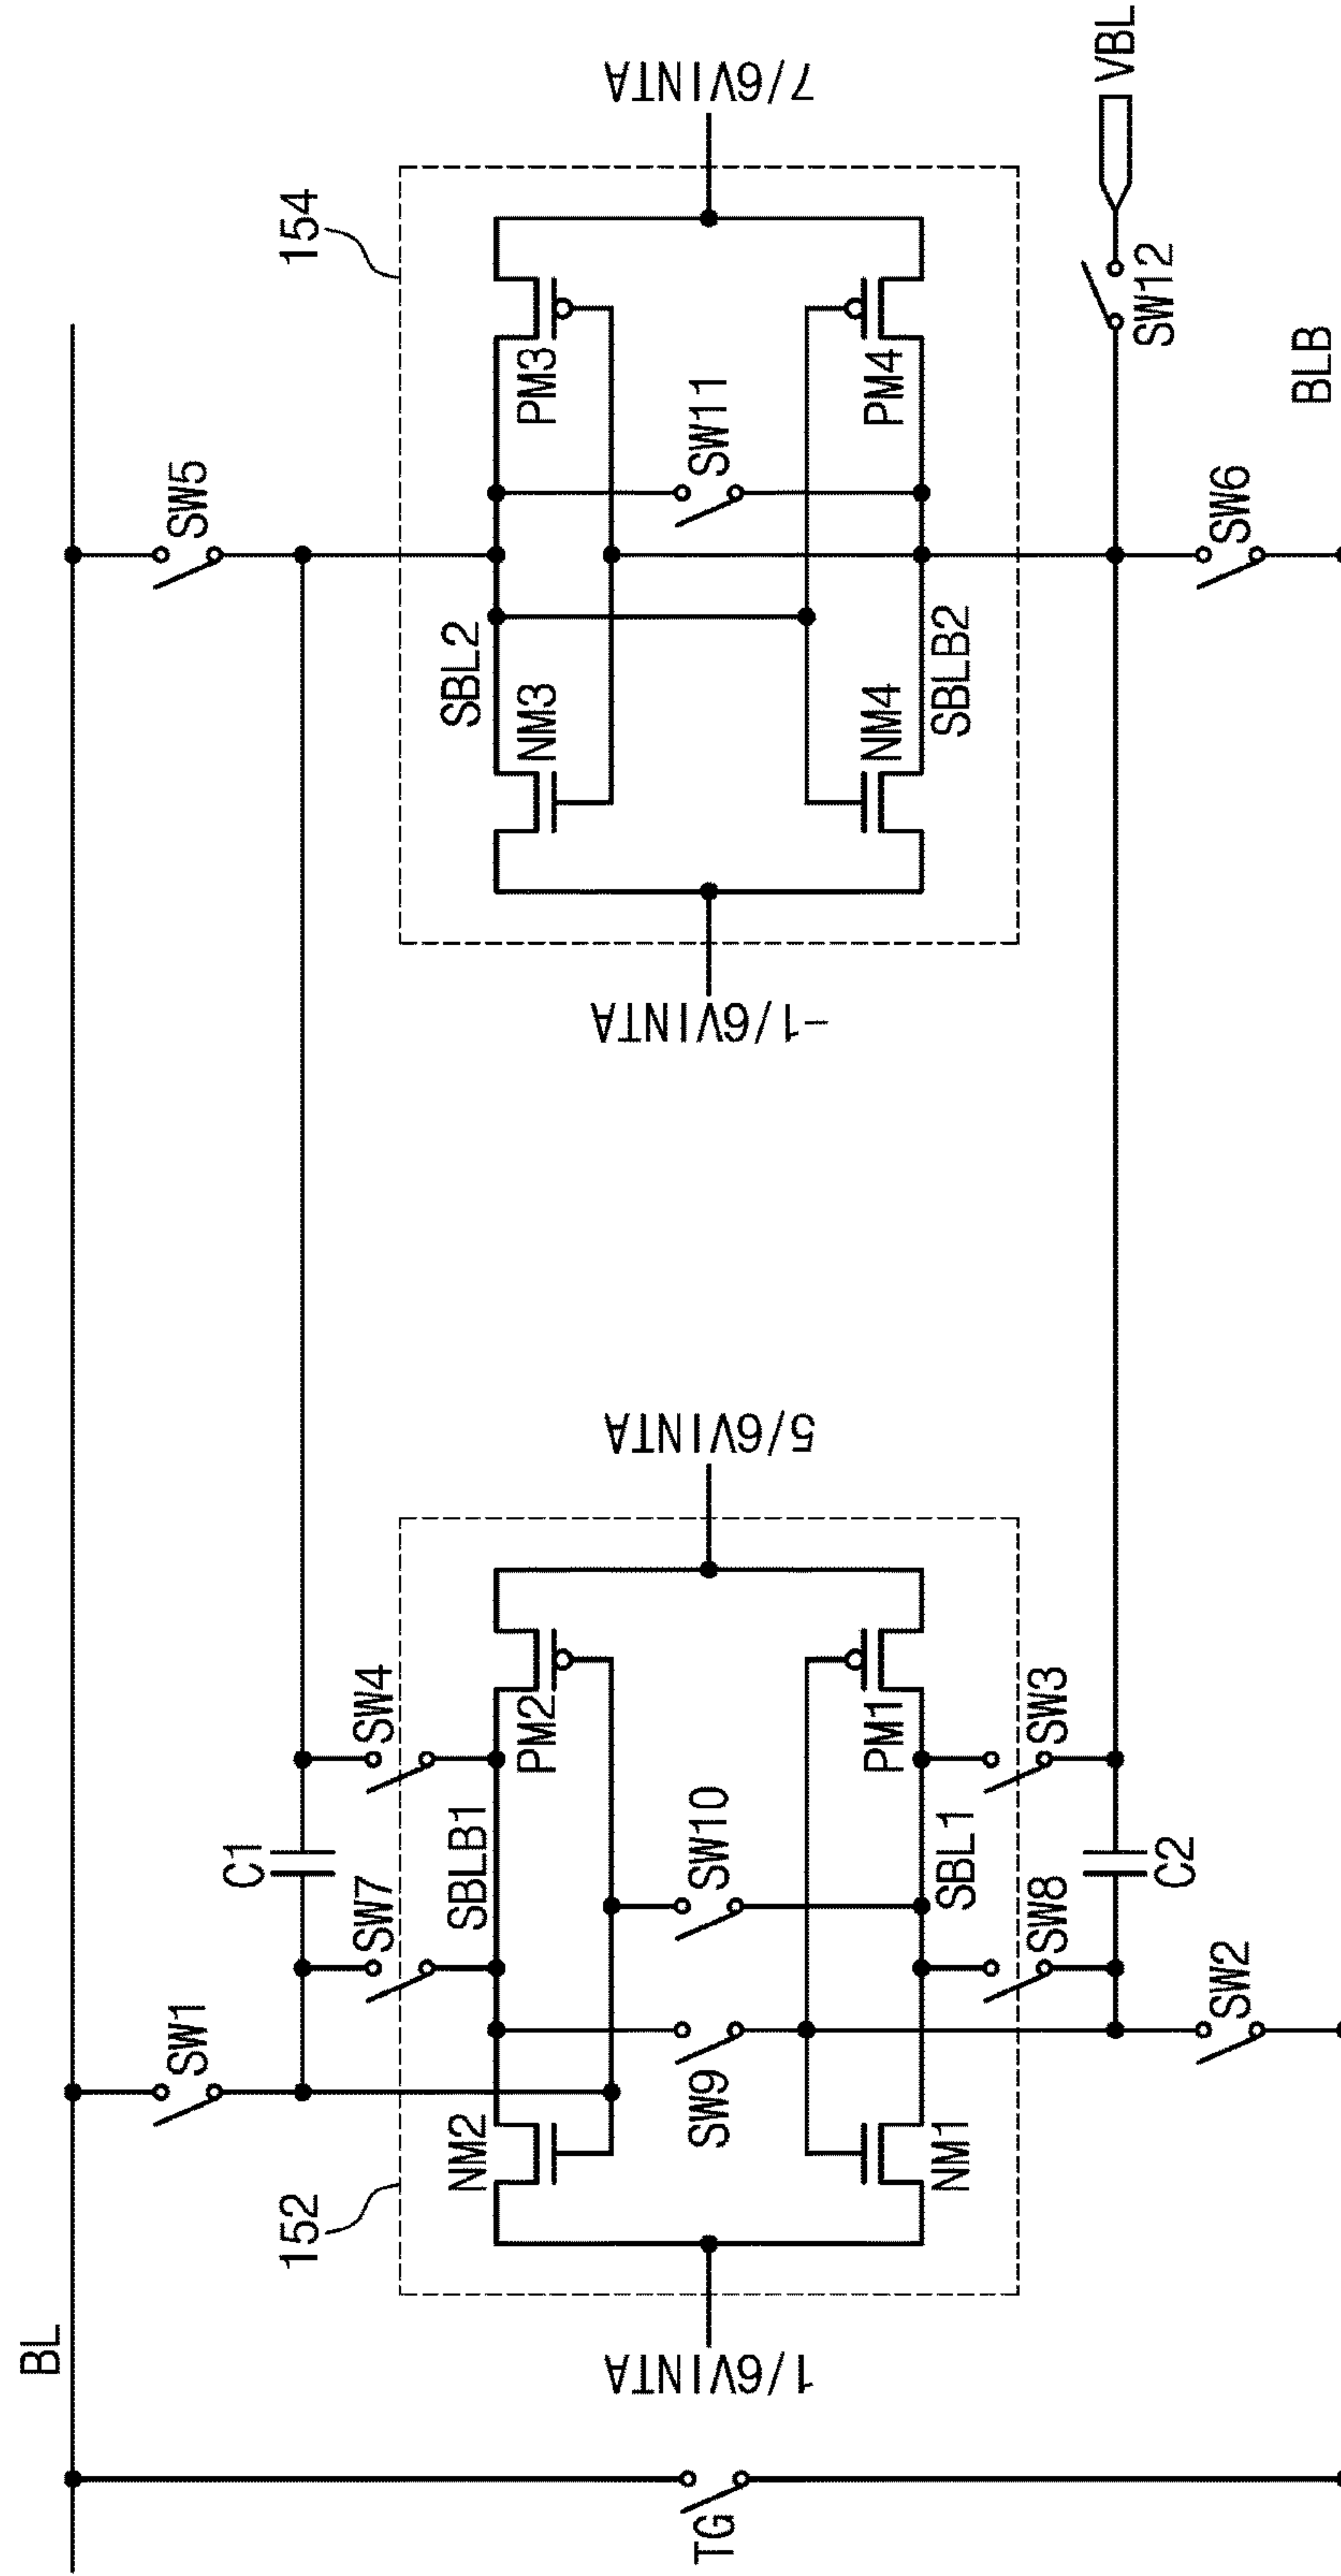 BL
BLB
TG
SW1
SW5
C1
SW7
SW4
152
NM2
SBLB1
PM2
SW9
SW10
1/6VINTA
5/6VINTA
NM1
SBL1
PM1
SW8
SW3
C2
SW2
154
SBL2
NM3
PM3
SW11
-1/6VINTA
7/6VINTA
NM4
SBLB2
PM4
SW6
SW12
VBL